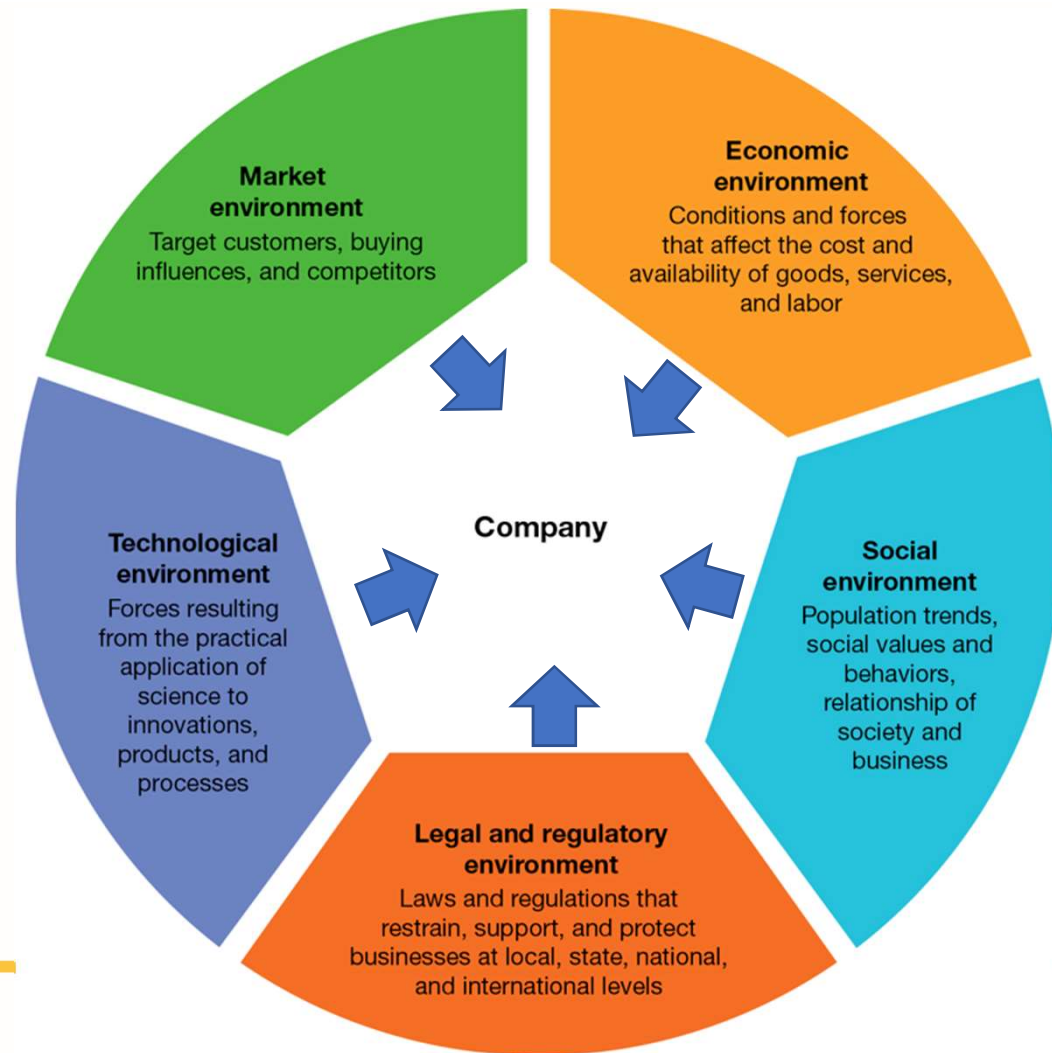 Market
environment
Target customers, buying
influences, and competitors
Economic
environment
Conditions and forces
that affect the cost and
availability of goods, services,
and labor
Company
Technological
environment
Forces resulting
from the practical
application of
science to
innovations,
products, and
processes
Social
environment
Population trends,
social values and
behaviors,
relationship of
society and
business
Legal and regulatory
environment
Laws and regulations that
restrain, support, and protect
businesses at local, state, national,
and international levels